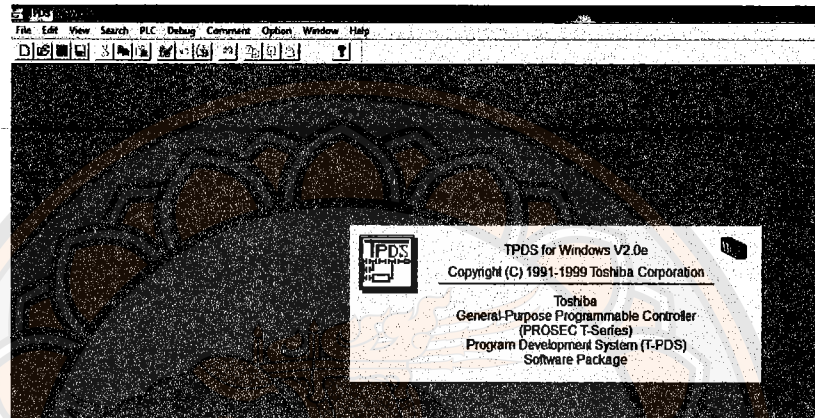 File Edit View Search PLC Debug Comment Option Window Help
TPDS
TPDS for Windows V2.0e
Copyright (C) 1991-1999 Toshiba Corporation
Toshiba
General-Purpose Programmable Controller
(PROSEC T-Series)
Program Development System (T-PDS)
Software Package